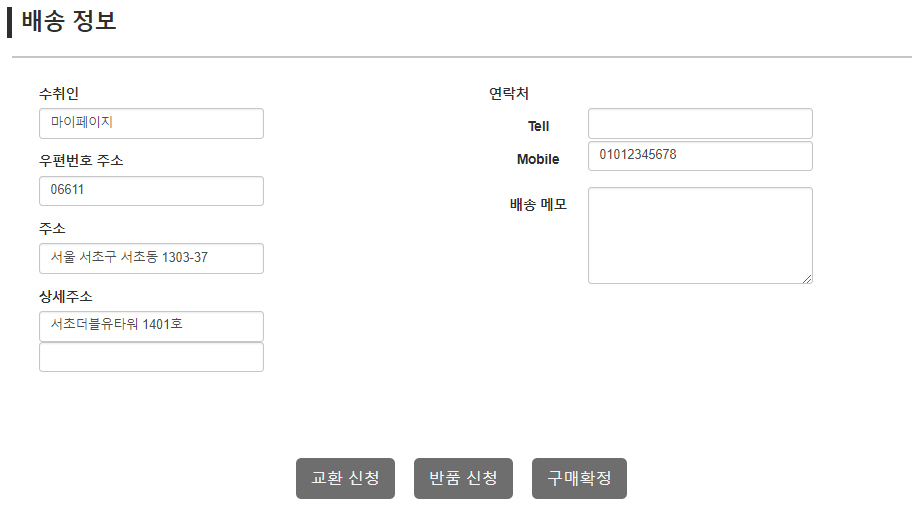 배송 정보
수취인
마이페이지
우편번호 주소
06611
주소
서울 서초구 서초동 1303-37
상세주소
서초더블유타워 1401호
연락처
Tell
Mobile
01012345678
배송 메모
교환 신청
반품 신청
구매확정